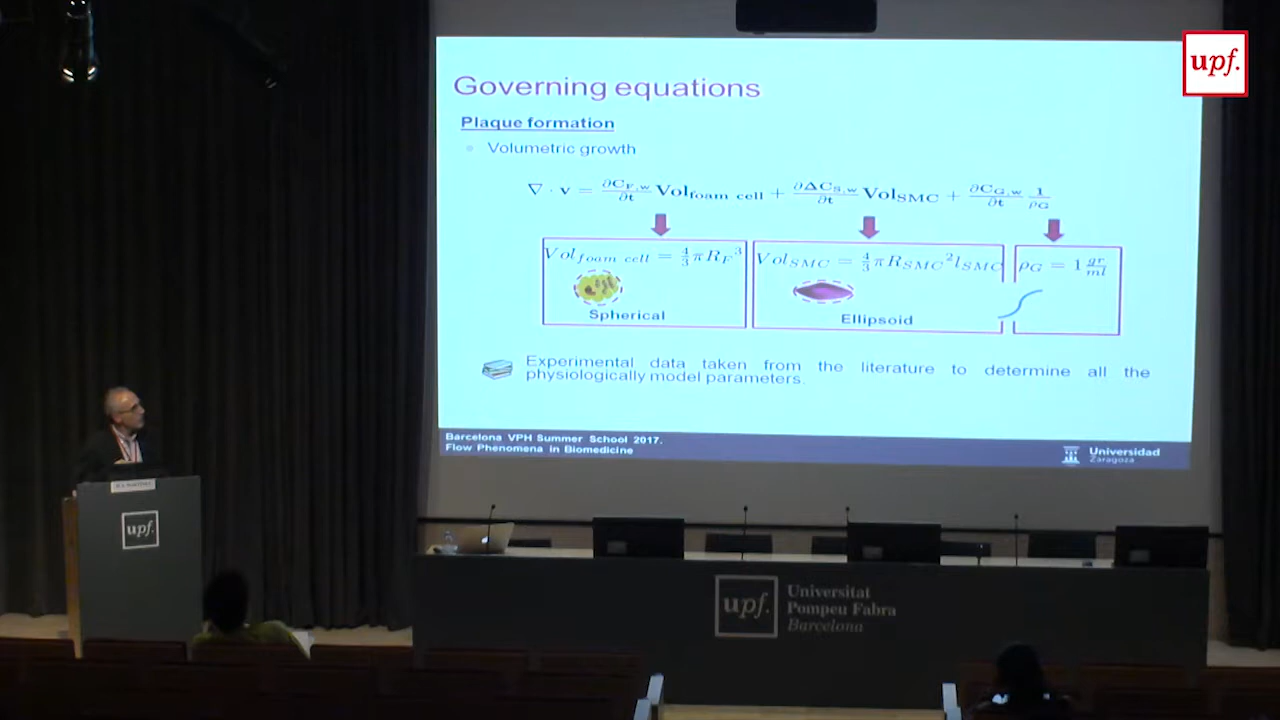 upf.
Governing equations
Plaque formation
Volumetric growth
∇ · v = ∂C_F,w/∂t Vol_foam cell + ∂ΔC_S,w/∂t Vol_SMC + ∂C_G,w/∂t 1/ρ_G
Vol_foam cell = 4/3 π R_F^3
Spherical
Vol_SMC = 4/3 π R_SMC^2 l_SMC
Ellipsoid
ρ_G = 1 gr/ml
Experimental data taken from the literature to determine all the
physiologically model parameters.
Barcelona VPH Summer School 2017.
Flow Phenomena in Biomedicine
Universidad
Zaragoza
upf.
upf.
Universitat
Pompeu Fabra
Barcelona